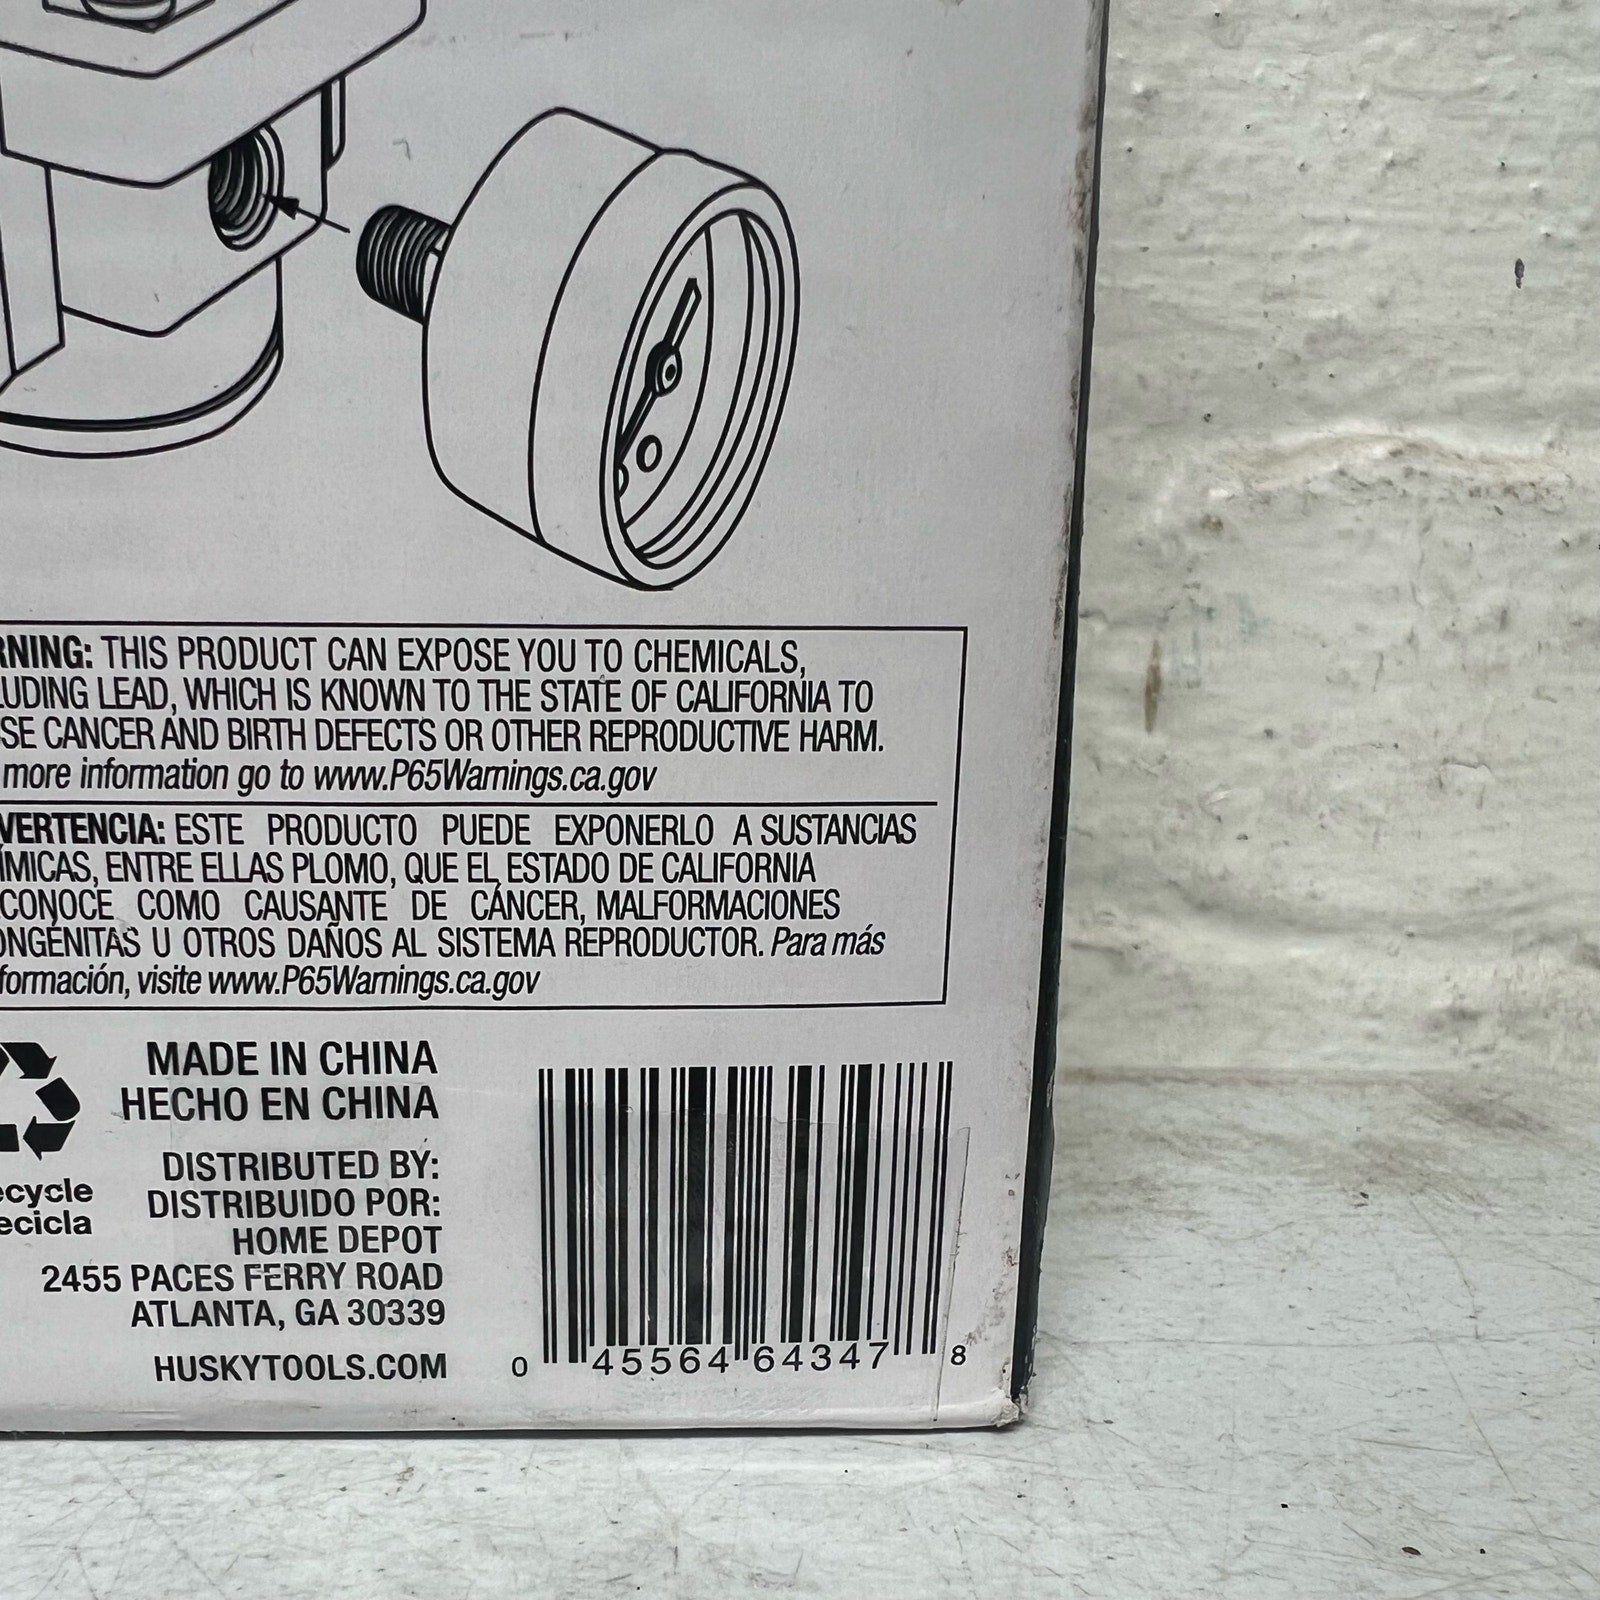 RNING: THIS PRODUCT CAN EXPOSE YOU TO CHEMICALS,
LUDING LEAD, WHICH IS KNOWN TO THE STATE OF CALIFORNIA TO
SE CANCER AND BIRTH DEFECTS OR OTHER REPRODUCTIVE HARM.
more information go to www.P65Warnings.ca.gov
VERTENCIA: ESTE PRODUCTO PUEDE EXPONERLO A SUSTANCIAS
ÍMICAS, ENTRE ELLAS PLOMO, QUE EL ESTADO DE CALIFORNIA
CONOCE COMO CAUSANTE DE CÁNCER, MALFORMACIONES
ONGÉNITAS U OTROS DAÑOS AL SISTEMA REPRODUCTOR. Para más
formación, visite www.P65Warnings.ca.gov
MADE IN CHINA
HECHO EN CHINA
ecycle
ecicla
DISTRIBUTED BY:
DISTRIBUIDO POR:
HOME DEPOT
2455 PACES FERRY ROAD
ATLANTA, GA 30339
HUSKYTOOLS.COM
0 45564 64347 8